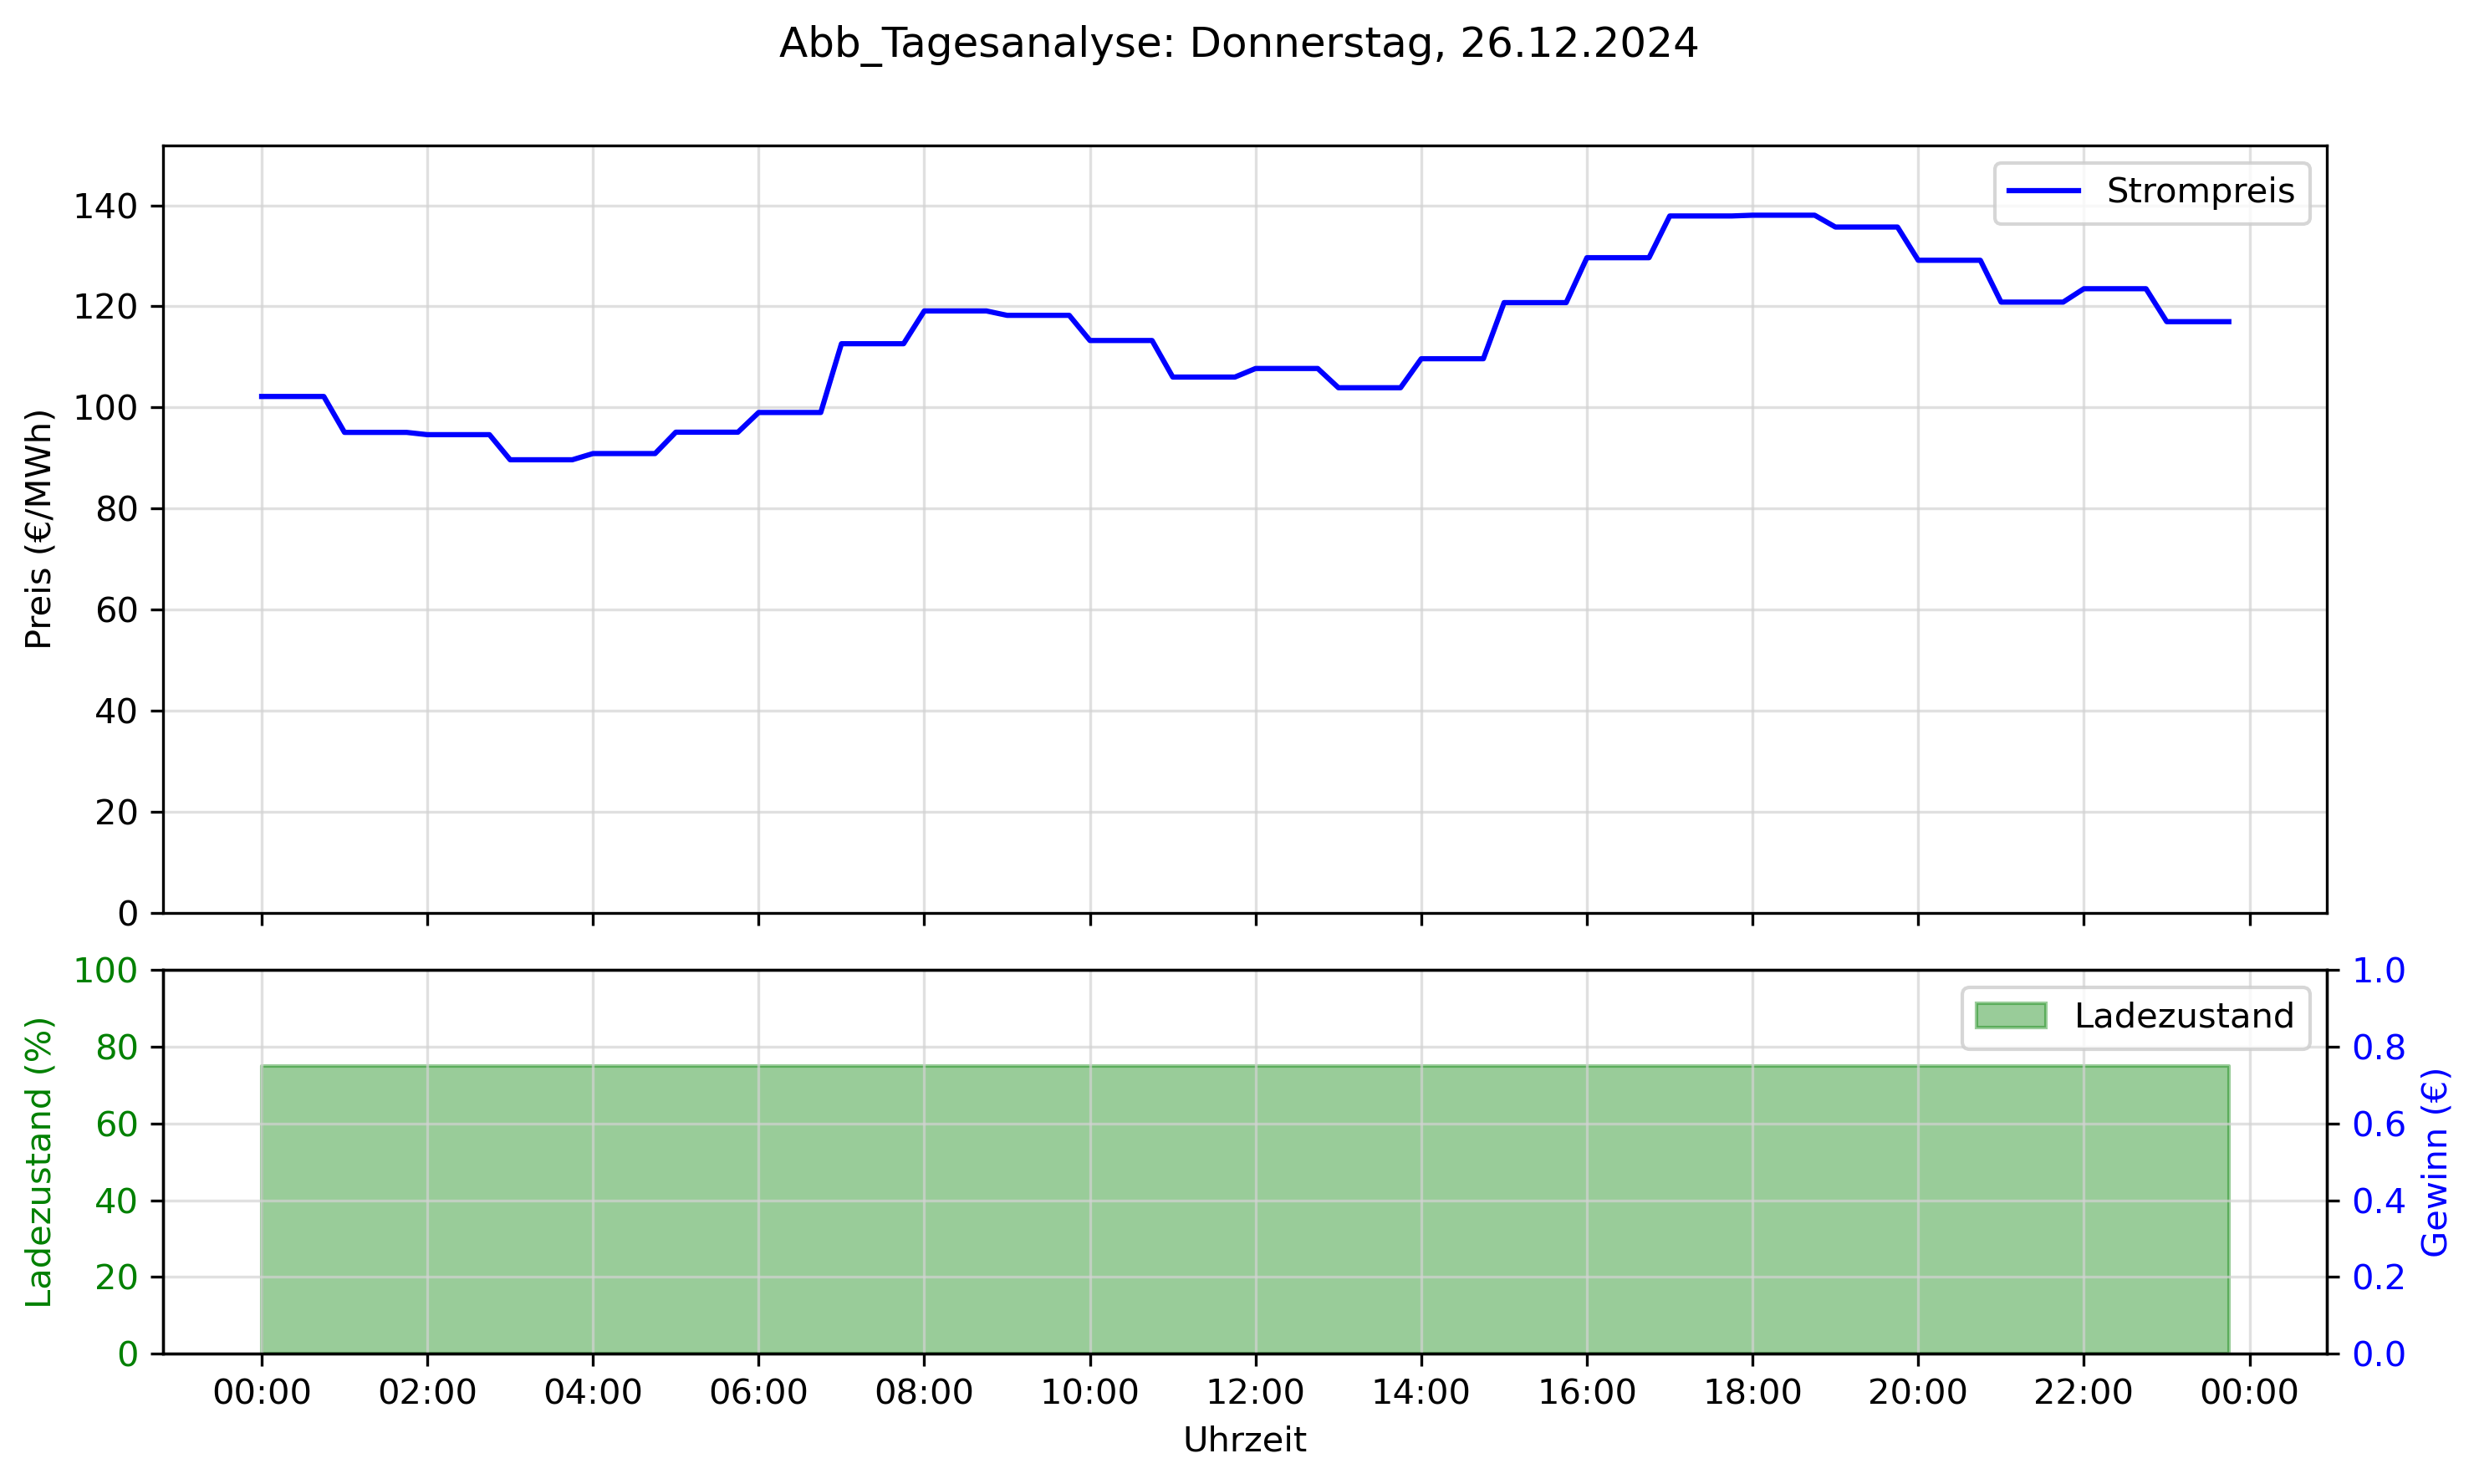 Abb_Tagesanalyse: Donnerstag, 26.12.2024
Preis (€/MWh)
140
120
100
80
60
40
20
0
Strompreis
Ladezustand (%)
100
80
60
40
20
0
Ladezustand
1.0
0.8
0.6
0.4
0.2
0.0
Gewinn (€)
00:00 02:00 04:00 06:00 08:00 10:00 12:00 14:00 16:00 18:00 20:00 22:00 00:00
Uhrzeit